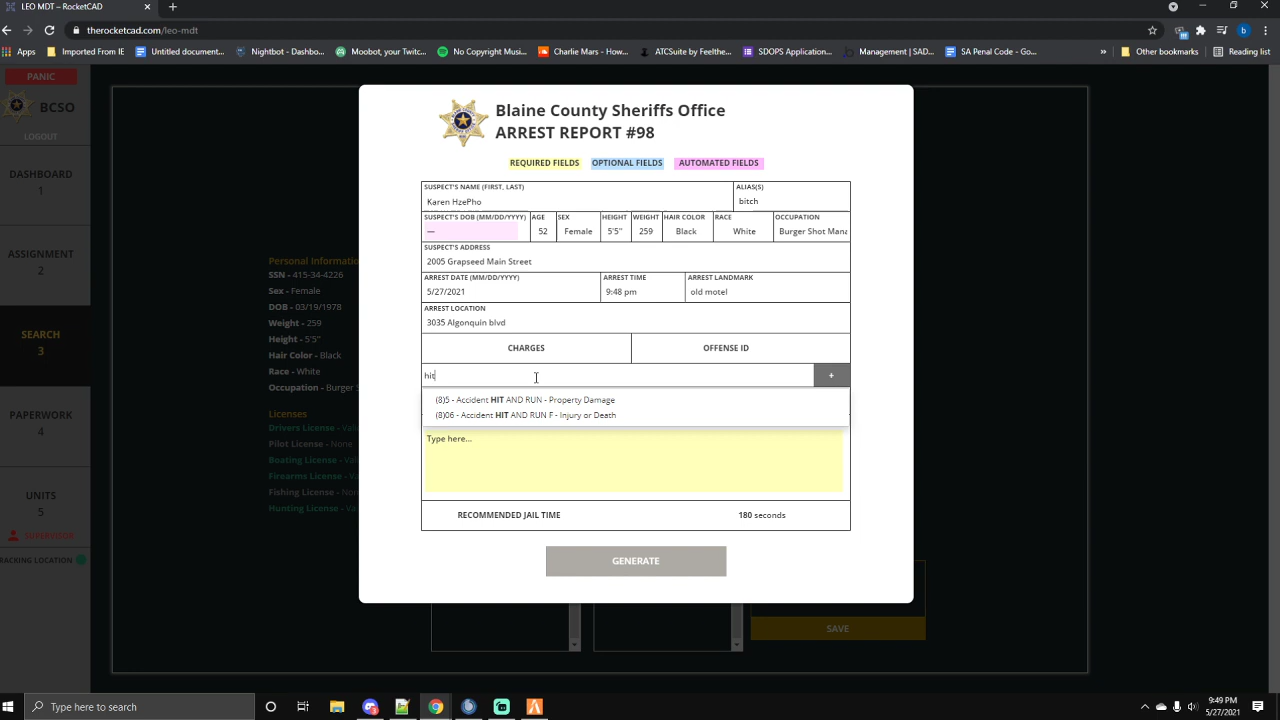 LEO MDT
therocketrp.com/leo-mdt
Imported From IE
Untitled document
Nightbot - Dashbo...
Moobot, your twitc...
No Copyright Musi...
Charlie Mars - How...
SDOPS Application...
ATCSuite by Fleelix...
Management | SAD...
SA Penal Code - Go...
Other bookmarks
Reading list
PANIC
BCSO
LOGOUT
DASHBOARD
1
ASSIGNMENT
2
SEARCH
3
PAPERWORK
4
UNITS
5
SUPERVISOR
TRACKING LOCATION
Personal Informatio
SSN - 415-34-4226
Sex - Female
DOB - 03/19/1978
Weight - 259
Height - 5'5"
Hair Color - Black
Race - White
Occupation - Burger S
Licenses
Drivers License - Vali
Pilot License - None
Boating License - Val
Firearms License - Va
Fishing License - Non
Hunting License - Va
Blaine County Sheriffs Office
ARREST REPORT #98
REQUIRED FIELDS OPTIONAL FIELDS AUTOMATED FIELDS
SUSPECT'S NAME (FIRST, LAST) ALIAS(S)
Karen HzePho bitch
SUSPECT'S DOB (MM/DD/YYYY) AGE SEX HEIGHT WEIGHT HAIR COLOR RACE OCCUPATION
— 52 Female 5'5" 259 Black White Burger Shot Mana
SUSPECT'S ADDRESS
2005 Grapseed Main Street
ARREST DATE (MM/DD/YYYY) ARREST TIME ARREST LANDMARK
5/27/2021 9:48 pm old motel
ARREST LOCATION
3035 Algonquin blvd
CHARGES OFFENSE ID
hit +
(8)5 - Accident HIT AND RUN - Property Damage
(8)06 - Accident HIT AND RUN F - Injury or Death
Type here...
RECOMMENDED JAIL TIME 180 seconds
GENERATE
SAVE
Type here to search
9:49 PM
5/27/2021